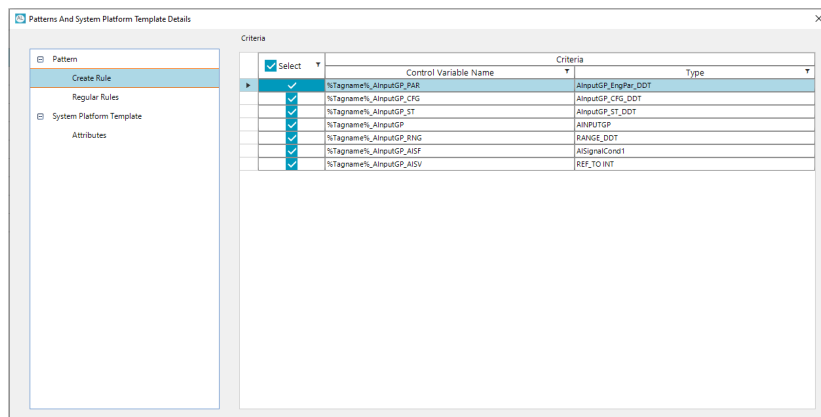 Patterns And System Platform Template Details
Criteria
Pattern
Create Rule
Regular Rules
System Platform Template
Attributes
Select
Criteria
Control Variable Name
Type
%Tagname%_AInputGP_PAR
AInputGP_EngPar_DDT
%Tagname%_AInputGP_CFG
AInputGP_CFG_DDT
%Tagname%_AInputGP_ST
AInputGP_ST_DDT
%Tagname%_AInputGP
AINPUTGP
%Tagname%_AInputGP_RNG
RANGE_DDT
%Tagname%_AInputGP_AISF
AISignalCond1
%Tagname%_AInputGP_AISV
REF_TO INT